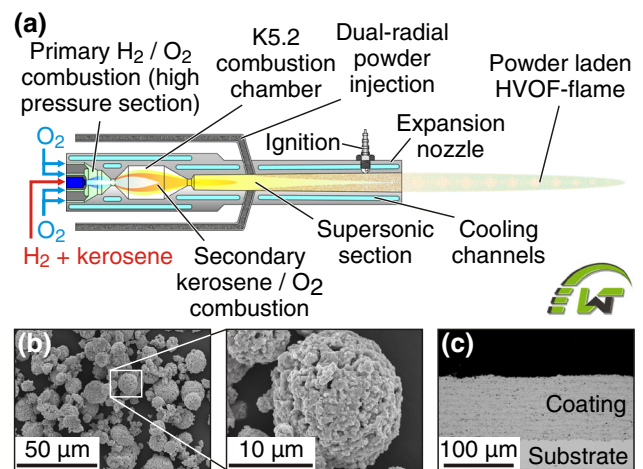 (a)
Primary H₂ / O₂
combustion (high
pressure section)
K5.2
combustion
chamber
Dual-radial
powder
injection
Powder laden
HVOF-flame
Ignition
Expansion
nozzle
O₂
O₂
H₂ + kerosene
Secondary
kerosene / O₂
combustion
Supersonic
section
Cooling
channels
(b)
50 µm
10 µm
(c)
Coating
100 µm
Substrate